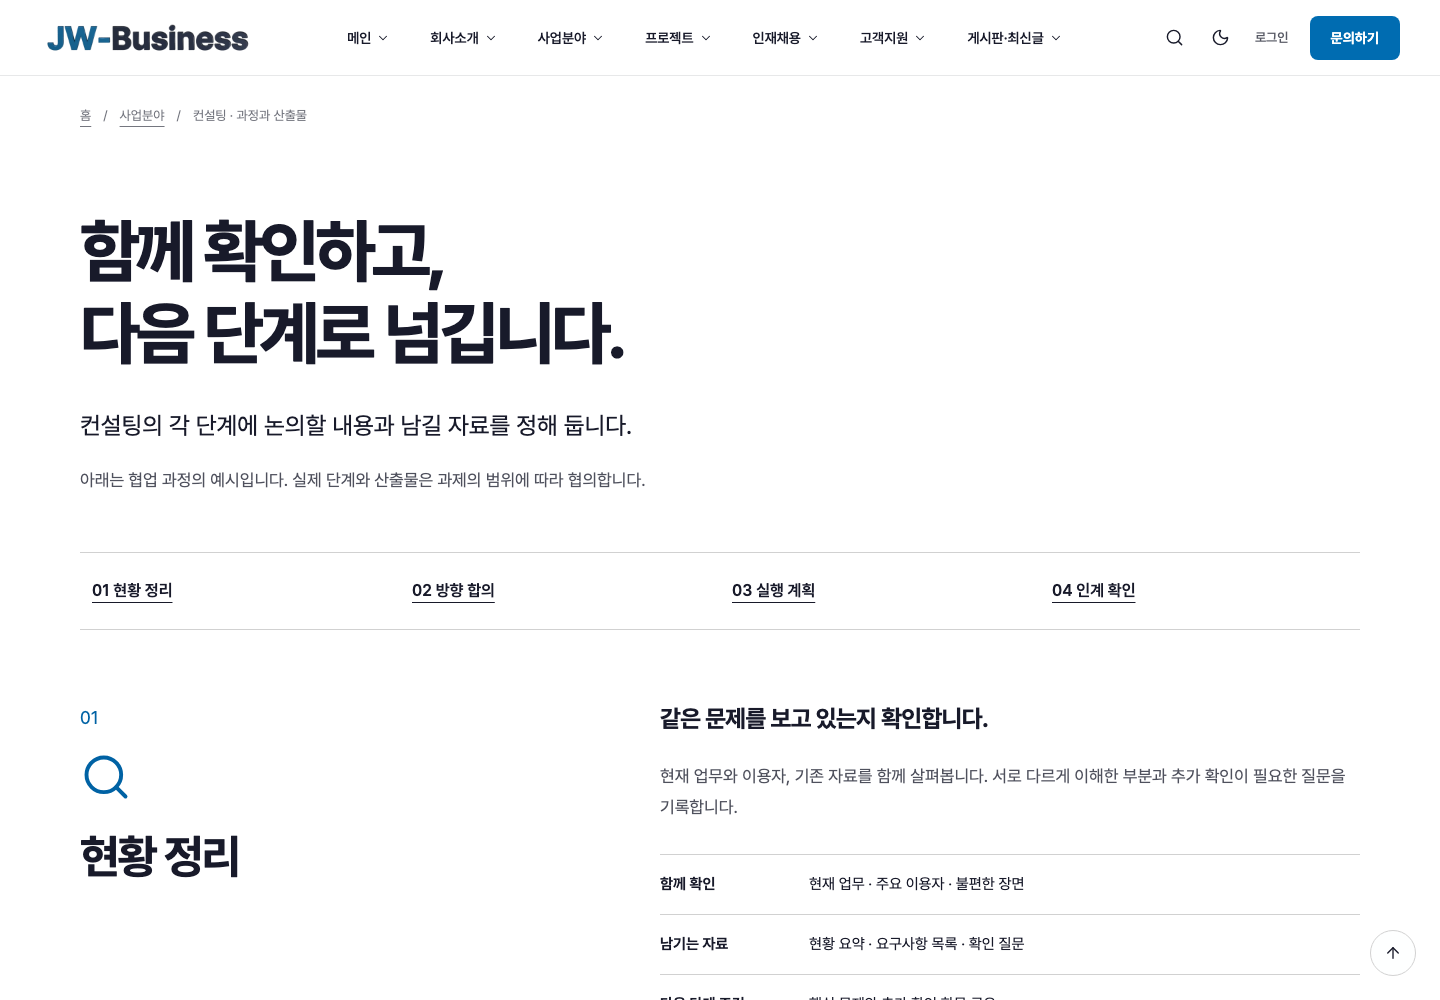 JW-Business
메인
회사소개
사업분야
프로젝트
인재채용
고객지원
게시판·최신글
로그인
문의하기
홈 / 사업분야 / 컨설팅 · 과정과 산출물
함께 확인하고,
다음 단계로 넘깁니다.
컨설팅의 각 단계에 논의할 내용과 남길 자료를 정해 둡니다.
아래는 협업 과정의 예시입니다. 실제 단계와 산출물은 과제의 범위에 따라 협의합니다.
01 현황 정리
02 방향 합의
03 실행 계획
04 인계 확인
01
현황 정리
같은 문제를 보고 있는지 확인합니다.
현재 업무와 이용자, 기존 자료를 함께 살펴봅니다. 서로 다르게 이해한 부분과 추가 확인이 필요한 질문을
기록합니다.
함께 확인 현재 업무 · 주요 이용자 · 불편한 장면
남기는 자료 현황 요약 · 요구사항 목록 · 확인 질문